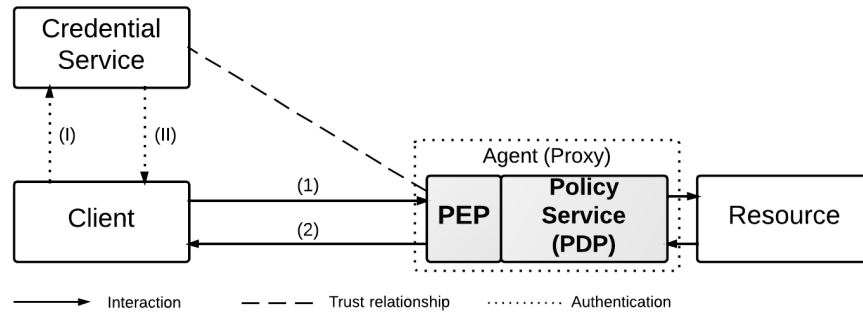 Credential
Service
(I)
(II)
Agent (Proxy)
Client
(1)
(2)
PEP
Policy
Service
(PDP)
Resource
Interaction
Trust relationship
Authentication